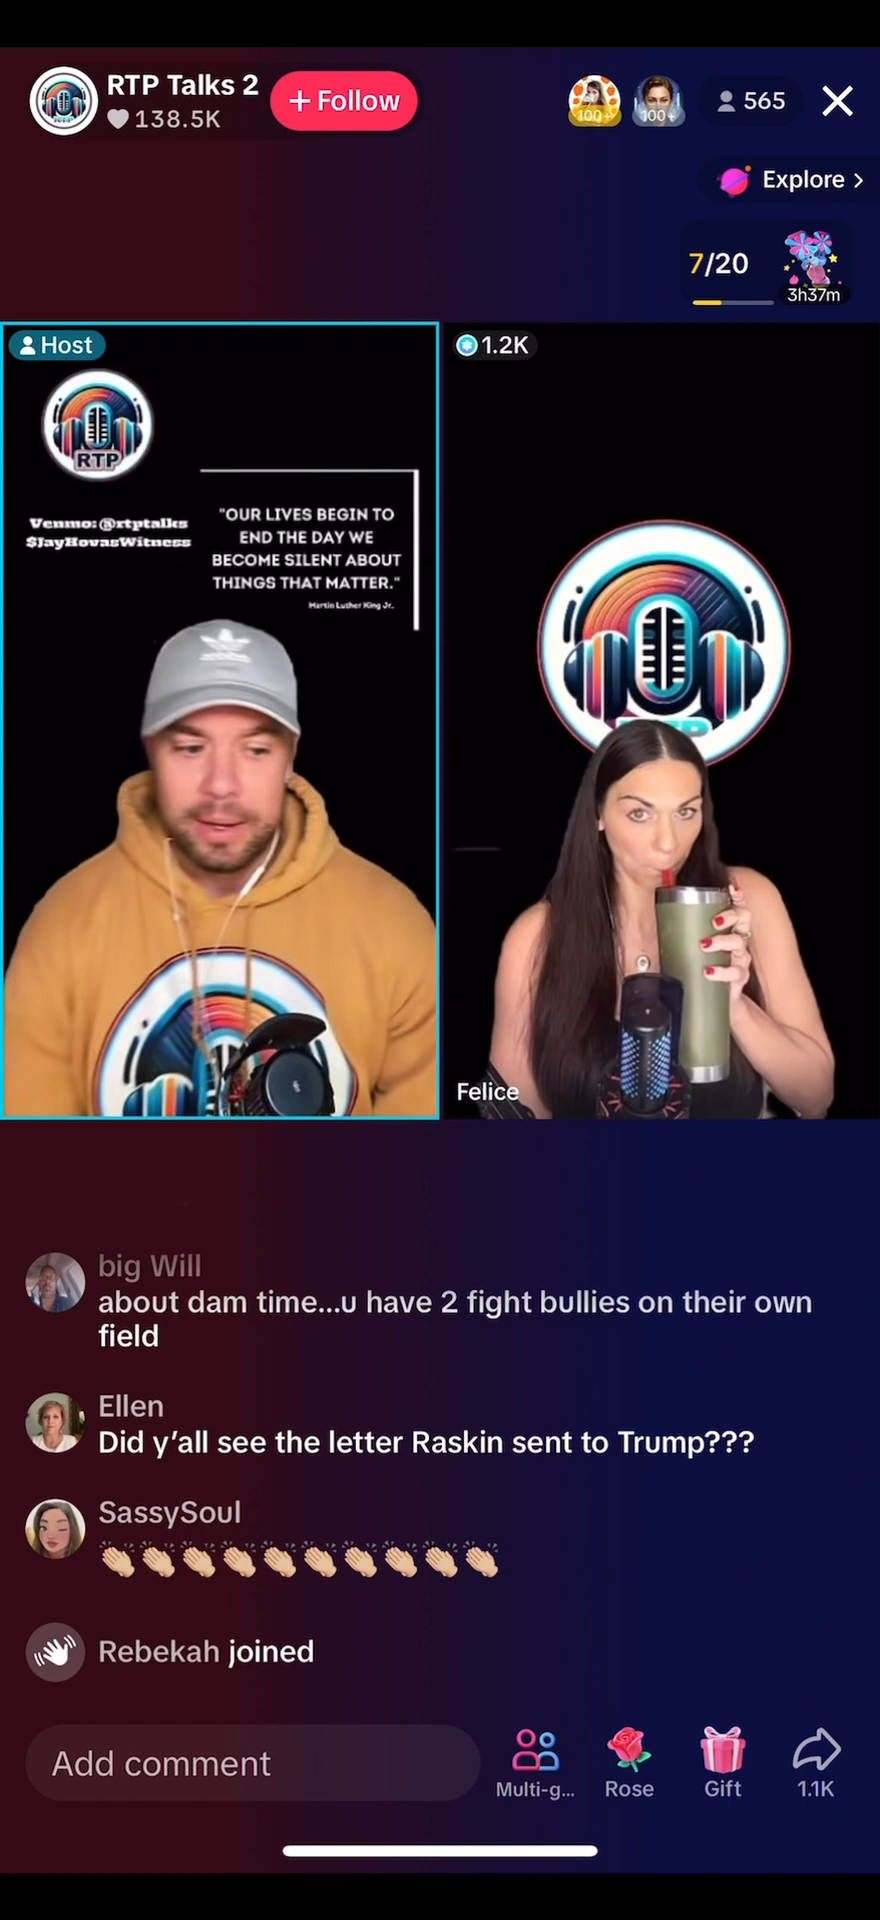 RTP Talks 2
138.5K
+ Follow
100+
100+
565
Explore >
7/20
3h37m
Host
RTP
Venmo: @rtptalks
$JayHovasWitness
"OUR LIVES BEGIN TO
END THE DAY WE
BECOME SILENT ABOUT
THINGS THAT MATTER."
Martin Luther King Jr.
1.2K
RTP
Felice
big Will
about dam time...u have 2 fight bullies on their own
field
Ellen
Did y’all see the letter Raskin sent to Trump???
SassySoul
👏🏼👏🏼👏🏼👏🏼👏🏼👏🏼👏🏼👏🏼👏🏼👏🏼
Rebekah joined
Add comment
Multi-g...
Rose
Gift
1.1K